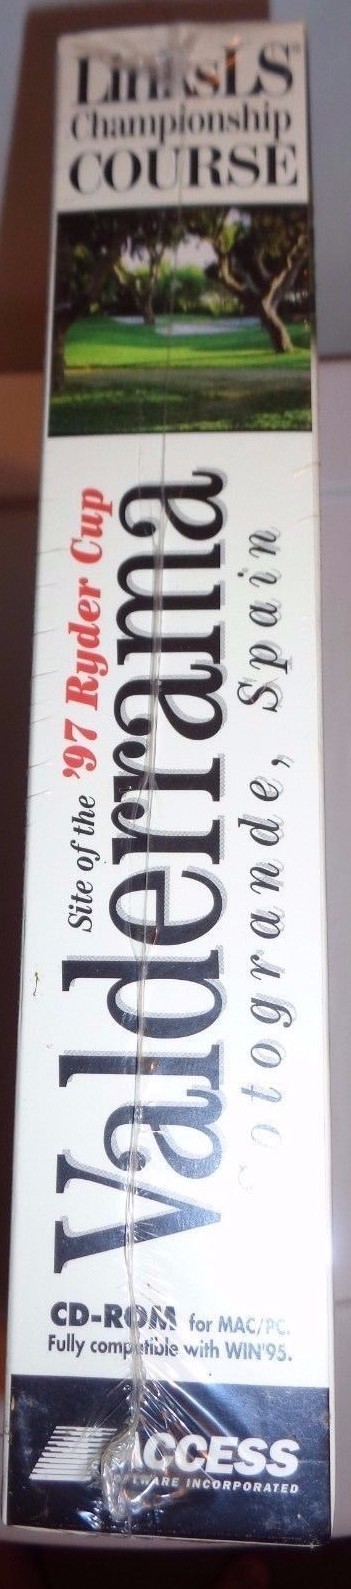 LinksLS
Championship
COURSE
Site of the '97 Ryder Cup
Valderrama
Sotogrande, Spain
CD-ROM for MAC/PC.
Fully compatible with WIN'95.
ACCESS
SOFTWARE INCORPORATED